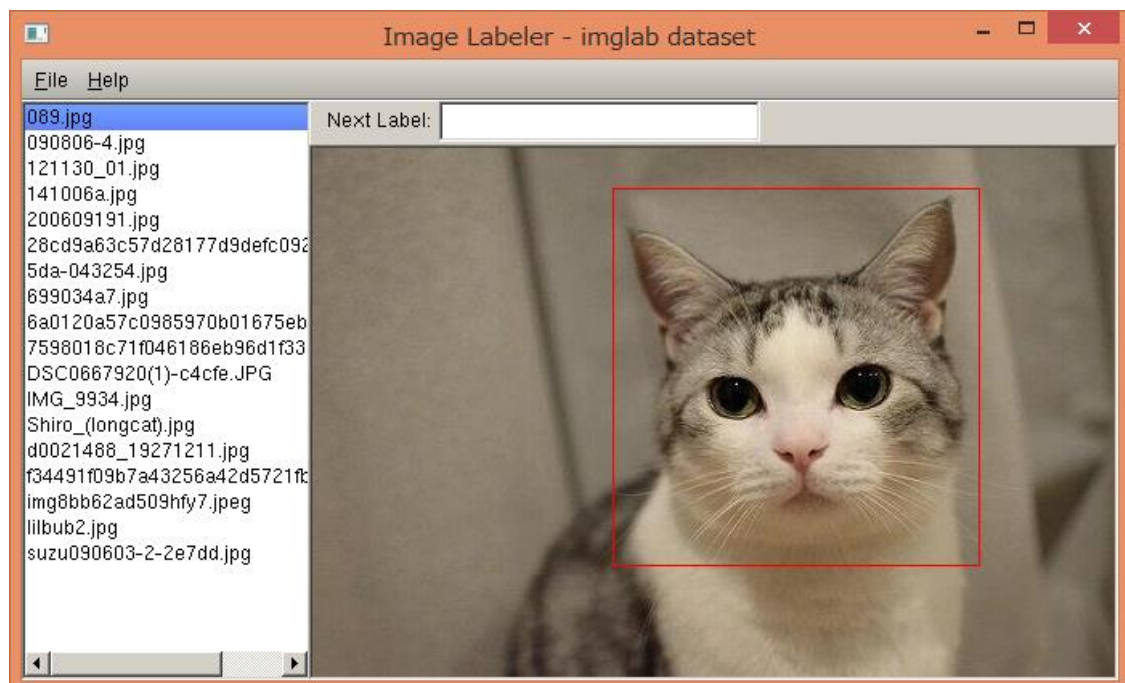 Image Labeler - imglab dataset
File Help
Next Label:
089.jpg
090806-4.jpg
121130_01.jpg
141006a.jpg
200609191.jpg
28cd9a63c57d28177d9defc092
5da-043254.jpg
699034a7.jpg
6a0120a57c0985970b01675eb
7598018c71f046186eb96d1f33
DSC0667920(1)-c4cfe.JPG
IMG_9934.jpg
Shiro_(longcat).jpg
d0021488_19271211.jpg
f34491f09b7a43256a42d5721fb
img8bb62ad509hfy7.jpeg
lilbub2.jpg
suzu090603-2-2e7dd.jpg